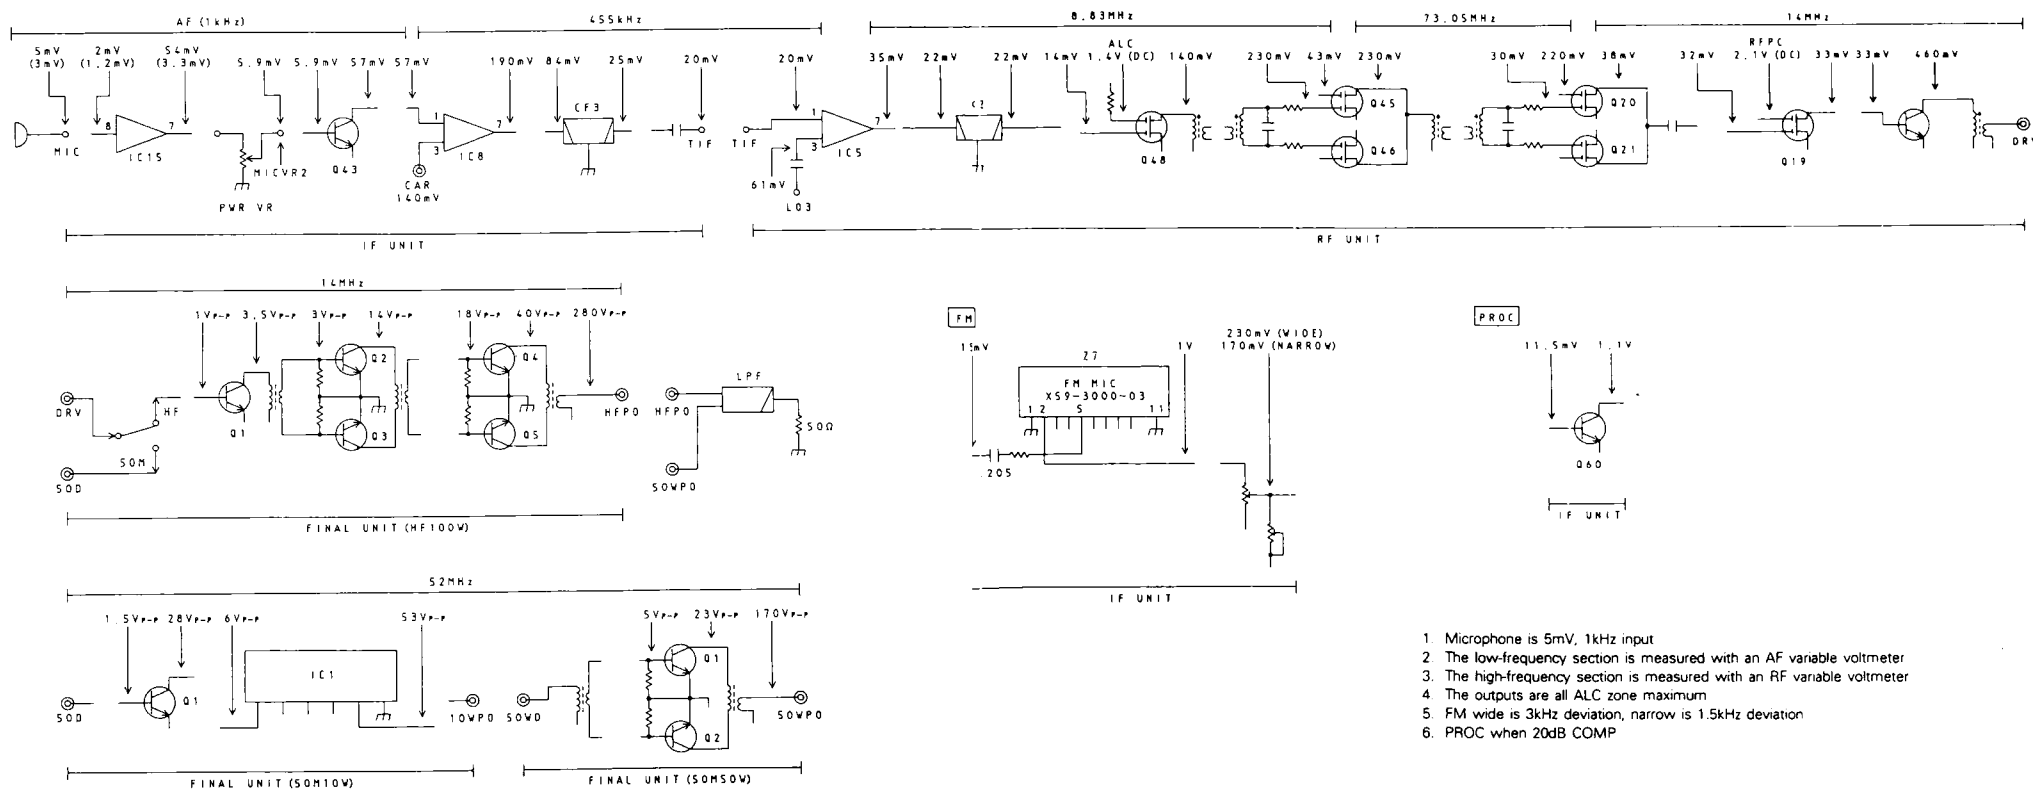 AF (1kHz) 455kHz 8.83MHz 73.05MHz 14MHz
ALC RFPC
5mV 2mV 54mV
(3mV) (1.2mV) (3.3mV) 5.9mV 5.9mV 57mV 57mV 190mV 84mV 25mV 20mV 20mV 35mV 22mV 22mV 14mV 1.4V (DC) 140mV 230mV 43mV 230mV 30mV 220mV 38mV 32mV 2.1V (DC) 33mV 33mV 460mV
CF3 Q45 Q20
8 7 1 1 7
MIC IC15 3 IC8 TIF TIF 3 IC5 Q48 Q46 Q21 Q19 DRV
MICVR2 Q43 CAR 61mV
140mV LO3
PWR VR
IF UNIT RF UNIT
14MHz
1VP-P 3.5VP-P 3VP-P 14VP-P 18VP-P 40VP-P 280VP-P
Q2 Q4
LPF
DRV HF HFPO HFPO
Q1 Q3 Q5 50Ω
50M
50D 50WPO
FINAL UNIT (HF100W)
FM
230mV (WIDE)
15mV Z7 1V 170mV (NARROW)
FM MIC
XS9-3000-03
1 2 5 11
IF UNIT
PROC
11.5mV 1.1V
Q60
IF UNIT
52MHz
1.5VP-P 28VP-P 6VP-P 53VP-P 5VP-P 23VP-P 170VP-P
Q1
IC1
Q1
50D 10WPO 50WD 50WPO
Q2
FINAL UNIT (50M10W) FINAL UNIT (50M50W)
1. Microphone is 5mV, 1kHz input
2. The low-frequency section is measured with an AF variable voltmeter
3. The high-frequency section is measured with an RF variable voltmeter
4. The outputs are all ALC zone maximum
5. FM wide is 3kHz deviation, narrow is 1.5kHz deviation
6. PROC when 20dB COMP